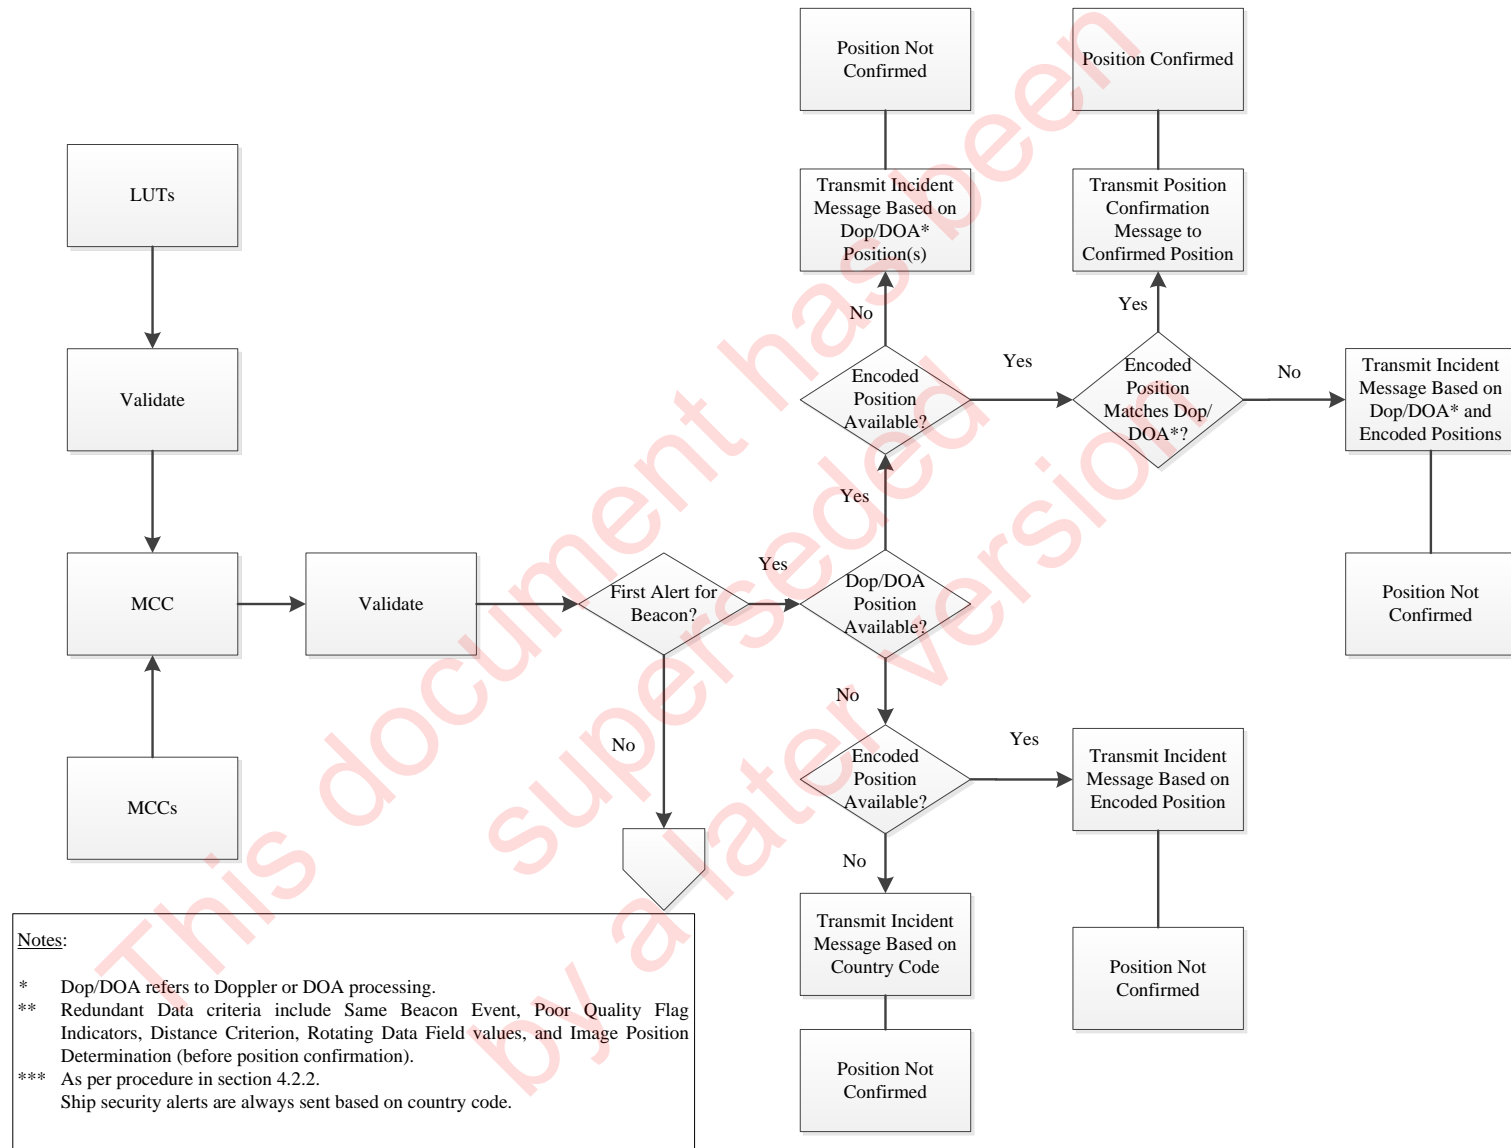 Position Not
Confirmed
Position Confirmed
LUTs
Transmit Incident
Message Based on
Dop/DOA*
Position(s)
Transmit Position
Confirmation
Message to
Confirmed Position
No
Yes
Validate
Encoded
Position
Available?
Yes
Encoded
Position
Matches Dop/
DOA*?
No
Transmit Incident
Message Based on
Dop/DOA* and
Encoded Positions
Yes
MCC
Validate
First Alert for
Beacon?
Yes
Dop/DOA
Position
Available?
Position Not
Confirmed
No
No
MCCs
Encoded
Position
Available?
Yes
Transmit Incident
Message Based on
Encoded Position
No
Transmit Incident
Message Based on
Country Code
Position Not
Confirmed
Position Not
Confirmed
Notes:
* Dop/DOA refers to Doppler or DOA processing.
** Redundant Data criteria include Same Beacon Event, Poor Quality Flag
Indicators, Distance Criterion, Rotating Data Field values, and Image Position
Determination (before position confirmation).
*** As per procedure in section 4.2.2.
Ship security alerts are always sent based on country code.
This document has been
superseded
by a later version